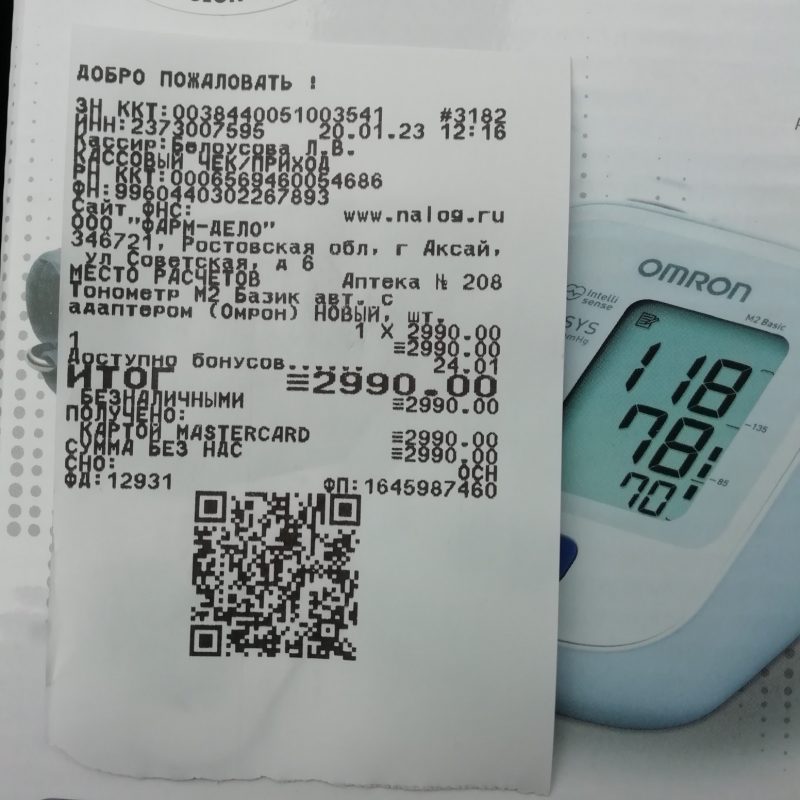 ДОБРО ПОЖАЛОВАТЬ !
ЗН ККТ:0038440051003541 #3182
ИНН:2373007595 20.01.23 12:16
Кассир:Белоусова Л.В.
КАССОВЫЙ ЧЕК/ПРИХОД
РН ККТ:0006569460054686
ФН:9960440302267893
Сайт ФНС: www.nalog.ru
ООО "ФАРМ-ДЕЛО"
346721, Ростовская обл, г Аксай,
ул Советская, д 6
МЕСТО РАСЧЕТОВ Аптека № 208
Тонометр М2 Базик авт. с
адаптером (Омрон) НОВЫЙ, шт.
1 X 2990.00
1 ≡2990.00
Доступно бонусов..... 24.01
ИТОГ ≡2990.00
БЕЗНАЛИЧНЫМИ ≡2990.00
ПОЛУЧЕНО:
КАРТОЙ MASTERCARD ≡2990.00
СУММА БЕЗ НДС ≡2990.00
СНО: ОСН
ФД:12931 ФП:1645987460
OMRON
M2 Basic
Intelli
sense
SYS
mmHg
118
78
70
135
85